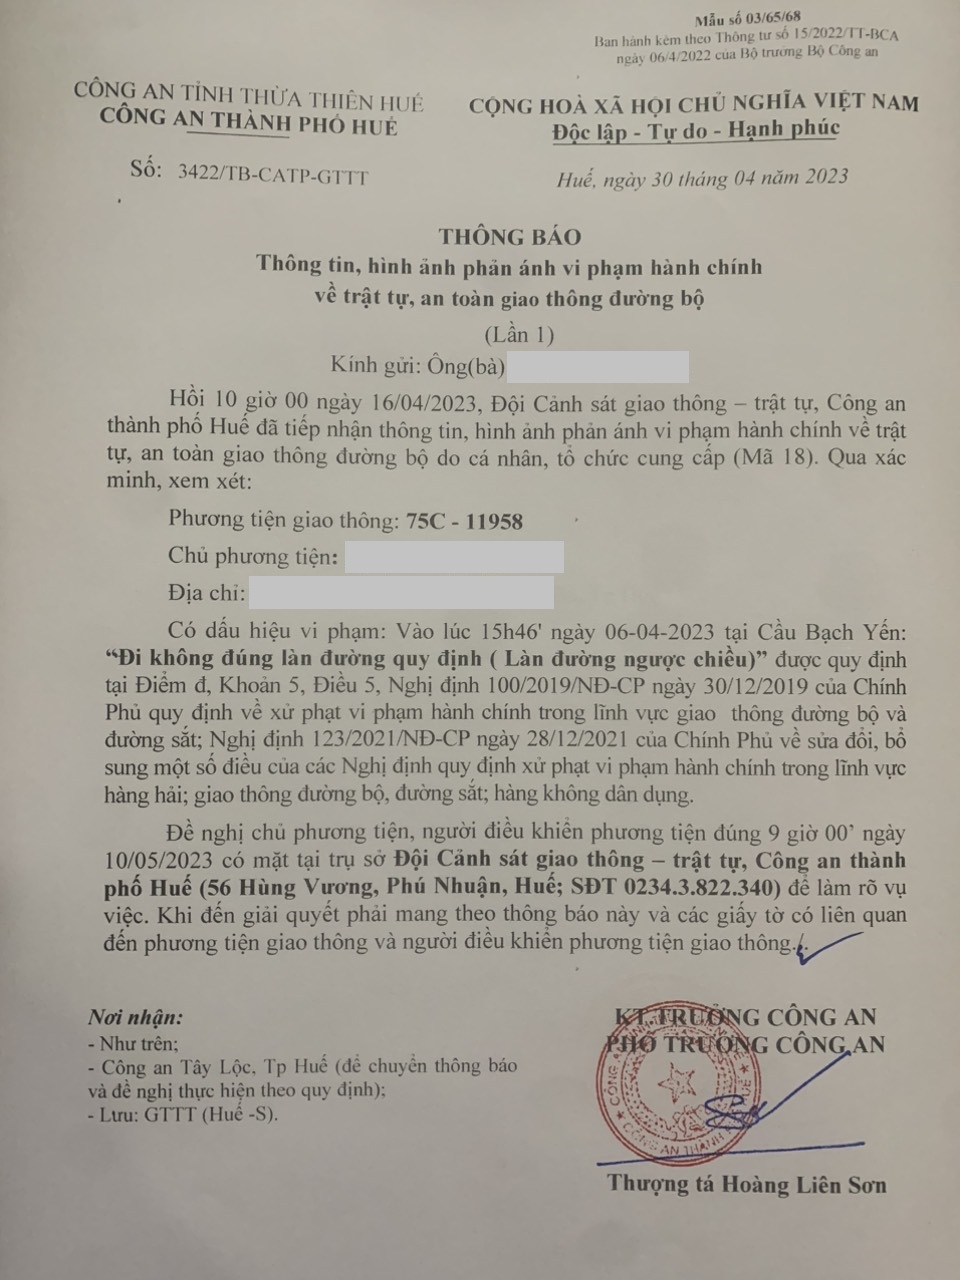 Mẫu số 03/65/68
Ban hành kèm theo Thông tư số 15/2022/TT-BCA
ngày 06/4/2022 của Bộ trưởng Bộ Công an
CÔNG AN TỈNH THỪA THIÊN HUẾ
CÔNG AN THÀNH PHỐ HUẾ
CỘNG HOÀ XÃ HỘI CHỦ NGHĨA VIỆT NAM
Độc lập - Tự do - Hạnh phúc
Số: 3422/TB-CATP-GTTT
Huế, ngày 30 tháng 04 năm 2023
THÔNG BÁO
Thông tin, hình ảnh phản ánh vi phạm hành chính
về trật tự, an toàn giao thông đường bộ
(Lần 1)
Kính gửi: Ông(bà)
Hồi 10 giờ 00 ngày 16/04/2023, Đội Cảnh sát giao thông – trật tự, Công an
thành phố Huế đã tiếp nhận thông tin, hình ảnh phản ánh vi phạm hành chính về trật
tự, an toàn giao thông đường bộ do cá nhân, tổ chức cung cấp (Mã 18). Qua xác
minh, xem xét:
Phương tiện giao thông: 75C - 11958
Chủ phương tiện:
Địa chỉ:
Có dấu hiệu vi phạm: Vào lúc 15h46' ngày 06-04-2023 tại Cầu Bạch Yến:
“Đi không đúng làn đường quy định ( Làn đường ngược chiều)” được quy định
tại Điểm đ, Khoản 5, Điều 5, Nghị định 100/2019/NĐ-CP ngày 30/12/2019 của Chính
Phủ quy định về xử phạt vi phạm hành chính trong lĩnh vực giao thông đường bộ và
đường sắt; Nghị định 123/2021/NĐ-CP ngày 28/12/2021 của Chính Phủ về sửa đổi, bổ
sung một số điều của các Nghị định quy định xử phạt vi phạm hành chính trong lĩnh vực
hàng hải; giao thông đường bộ, đường sắt; hàng không dân dụng.
Đề nghị chủ phương tiện, người điều khiển phương tiện đúng 9 giờ 00’ ngày
10/05/2023 có mặt tại trụ sở Đội Cảnh sát giao thông – trật tự, Công an thành
phố Huế (56 Hùng Vương, Phú Nhuận, Huế; SĐT 0234.3.822.340) để làm rõ vụ
việc. Khi đến giải quyết phải mang theo thông báo này và các giấy tờ có liên quan
đến phương tiện giao thông và người điều khiển phương tiện giao thông./.
Nơi nhận:
- Như trên;
- Công an Tây Lộc, Tp Huế (để chuyển thông báo
và đề nghị thực hiện theo quy định);
- Lưu: GTTT (Huế -S).
KT. TRƯỞNG CÔNG AN
PHÓ TRƯỞNG CÔNG AN
Thượng tá Hoàng Liên Sơn